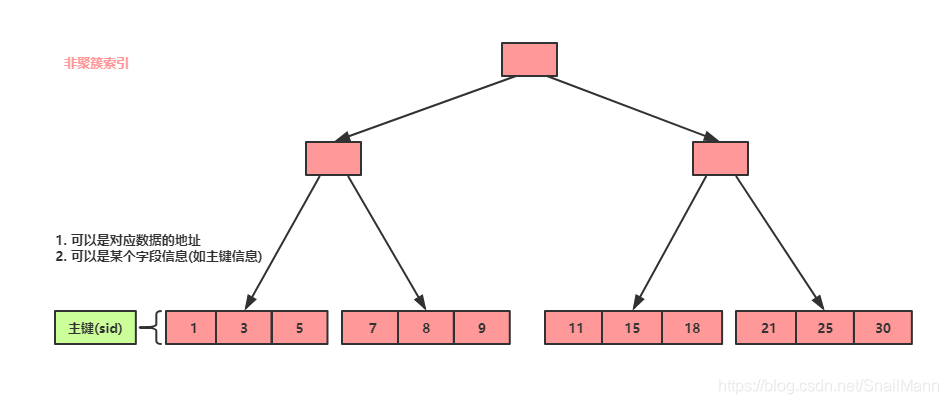 非聚簇索引
1. 可以是对应数据的地址
2. 可以是某个字段信息(如主键信息)
主键(sid)
1 3 5 7 8 9 11 15 18 21 25 30
https://blog.csdn.net/SnailMann